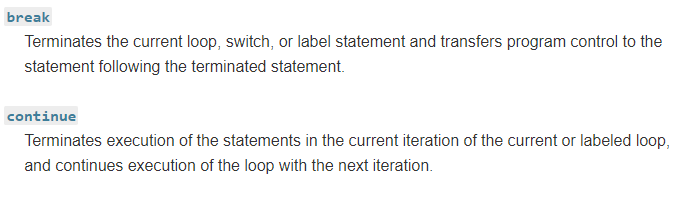 break
Terminates the current loop, switch, or label statement and transfers program control to the
statement following the terminated statement.
continue
Terminates execution of the statements in the current iteration of the current or labeled loop,
and continues execution of the loop with the next iteration.